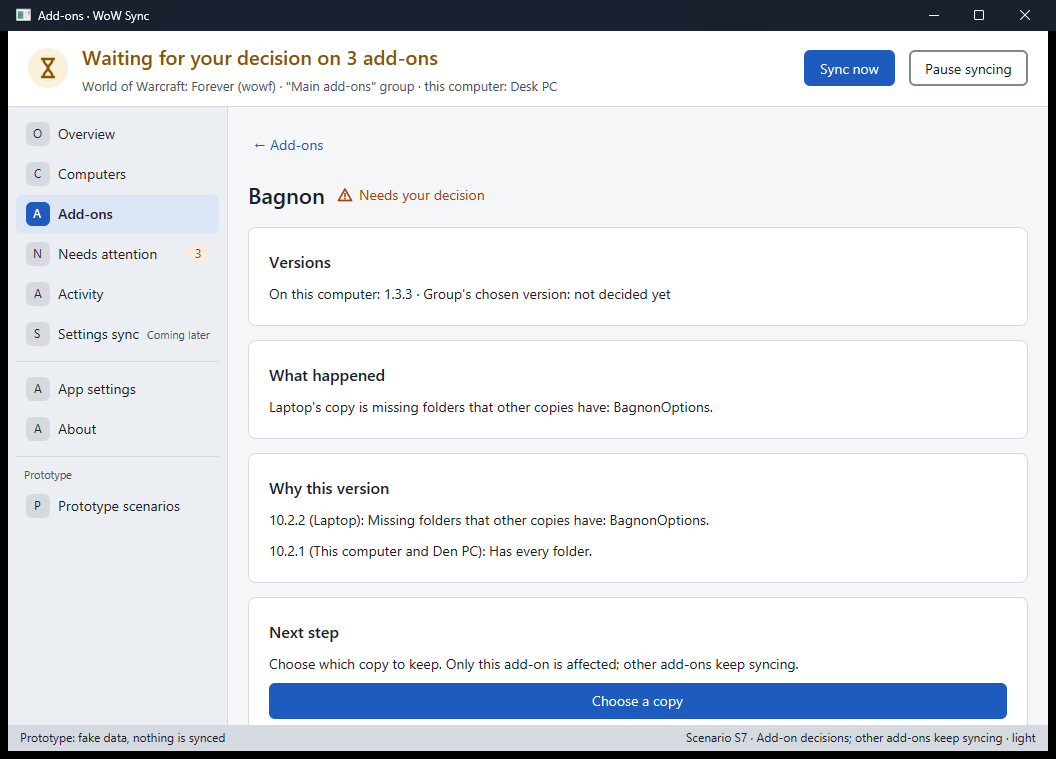 Add-ons · WoW Sync
Waiting for your decision on 3 add-ons
World of Warcraft: Forever (wowf) · "Main add-ons" group · this computer: Desk PC
Sync now
Pause syncing
O Overview
C Computers
A Add-ons
N Needs attention 3
A Activity
S Settings sync Coming later
A App settings
A About
Prototype
P Prototype scenarios
← Add-ons
Bagnon
Needs your decision
Versions
On this computer: 1.3.3 · Group's chosen version: not decided yet
What happened
Laptop's copy is missing folders that other copies have: BagnonOptions.
Why this version
10.2.2 (Laptop): Missing folders that other copies have: BagnonOptions.
10.2.1 (This computer and Den PC): Has every folder.
Next step
Choose which copy to keep. Only this add-on is affected; other add-ons keep syncing.
Choose a copy
Prototype: fake data, nothing is synced
Scenario S7 · Add-on decisions; other add-ons keep syncing · light